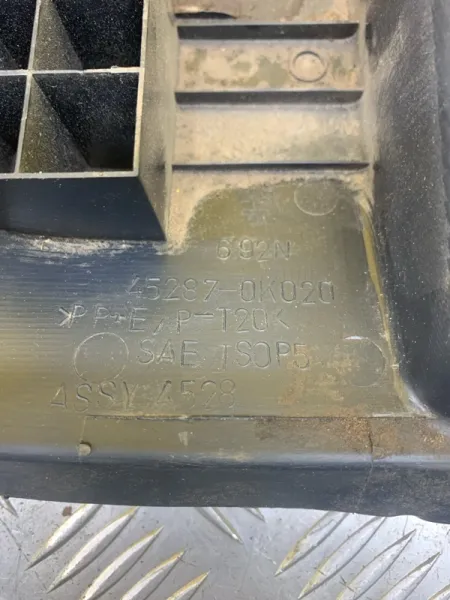 692N
45287-0K020
>PP+E/P-T20<
SAE TSOP5
ASSY 4528